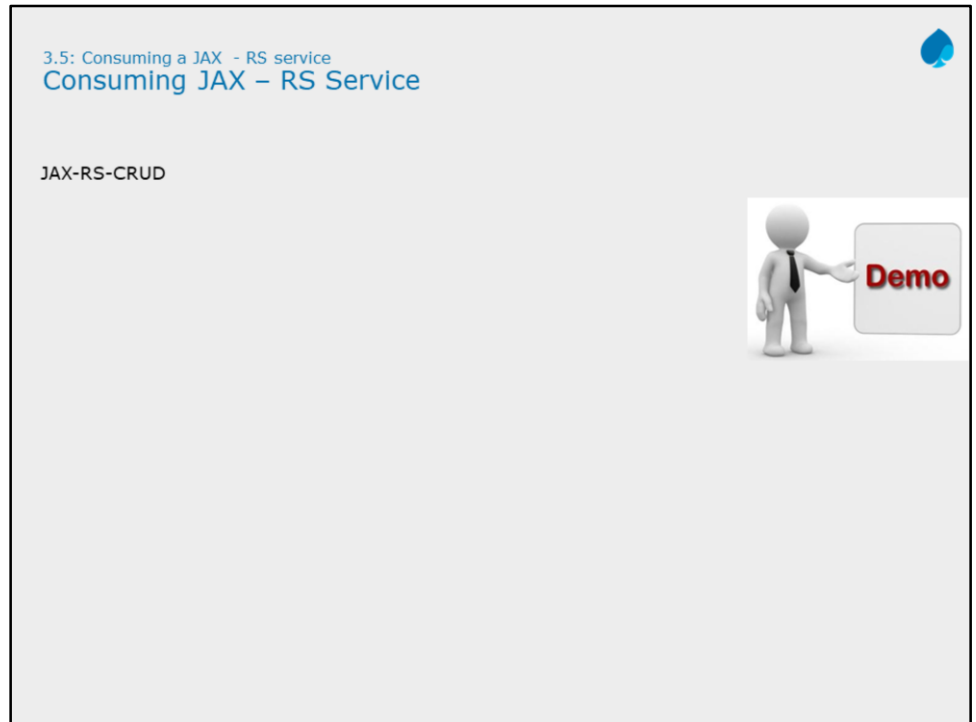 3.5: Consuming a JAX - RS service
Consuming JAX – RS Service
JAX-RS-CRUD
Demo